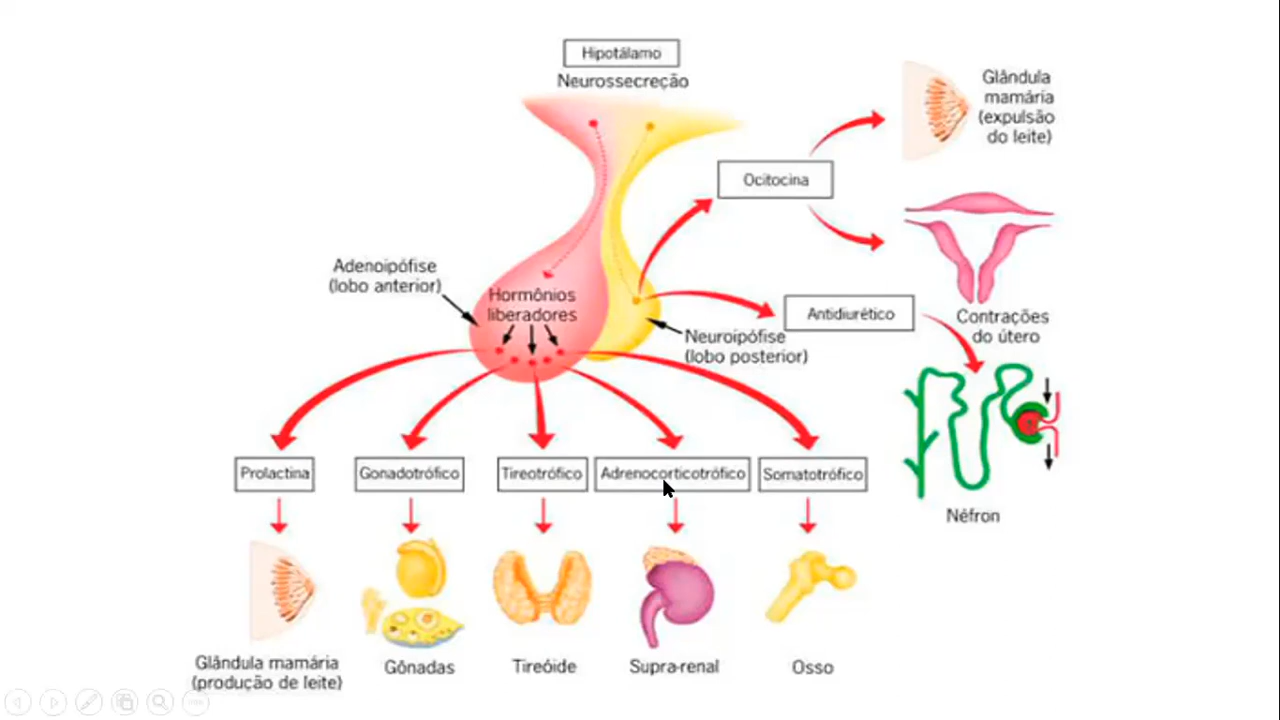 Hipotálamo
Neurossecreção
Glândula
mamária
(expulsão
do leite)
Ocitocina
Adenoipófise
(lobo anterior)
Hormônios
liberadores
Antidiurético
Neuroipófise
(lobo posterior)
Contrações
do útero
Prolactina
Gonadotrófico
Tireotrófico
Adrenocorticotrófico
Somatotrófico
Néfron
Glândula mamária
(produção de leite)
Gônadas
Tireóide
Supra-renal
Osso